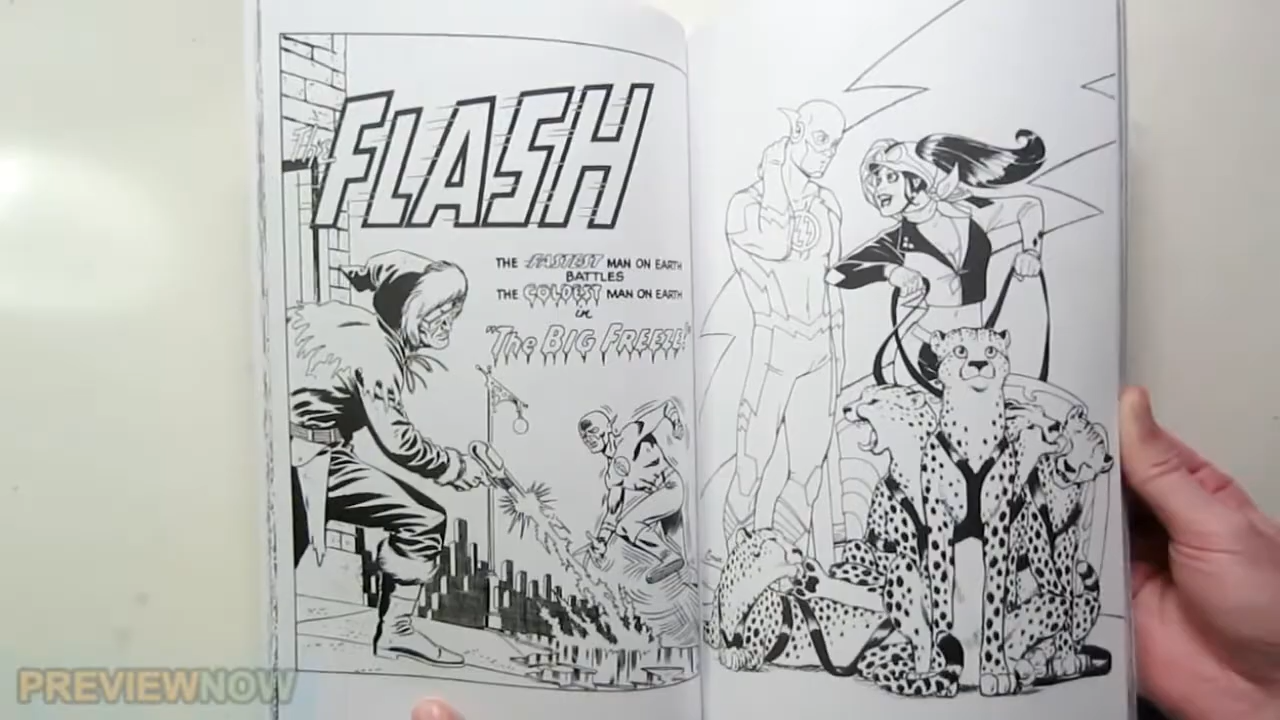 The
FLASH
THE FASTEST MAN ON EARTH
BATTLES
THE COLDEST MAN ON EARTH
in
"The BIG FREEZE!"
PREVIEWNOW